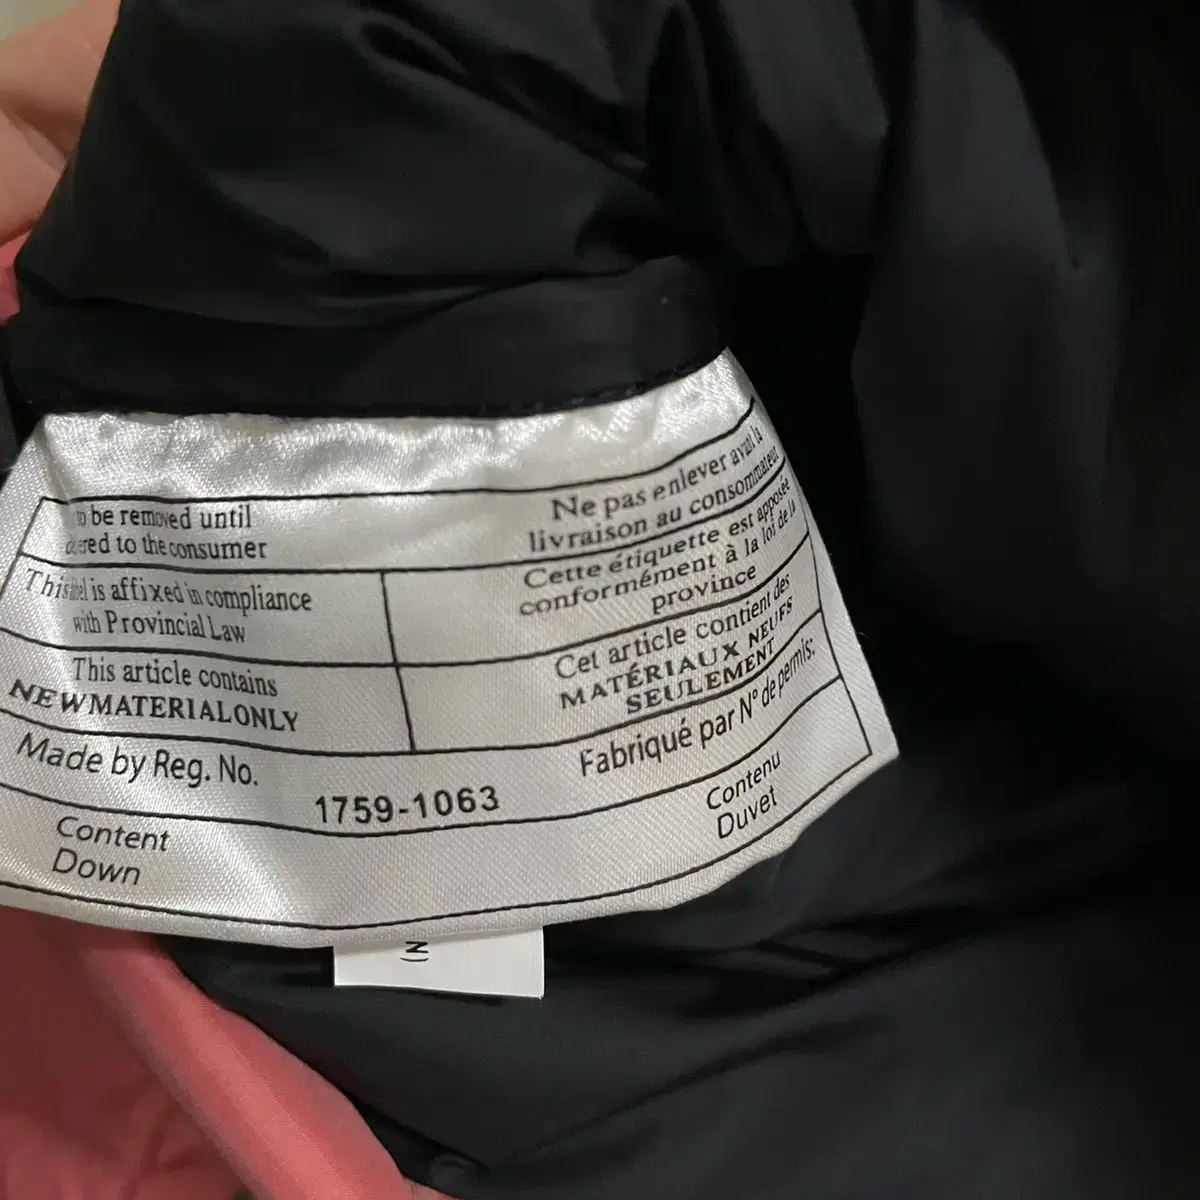 to be removed until
delivered to the consumer
Ne pas enlever avant la
livraison au consommateur
This label is affixed in compliance
with Provincial Law
Cette étiquette est apposée
conformément à la loi de la
province
This article contains
NEW MATERIAL ONLY
Cet article contient des
MATÉRIAUX NEUFS
SEULEMENT
Made by Reg. No.
1759-1063
Fabriqué par N° de permis:
Content
Down
Contenu
Duvet
N)